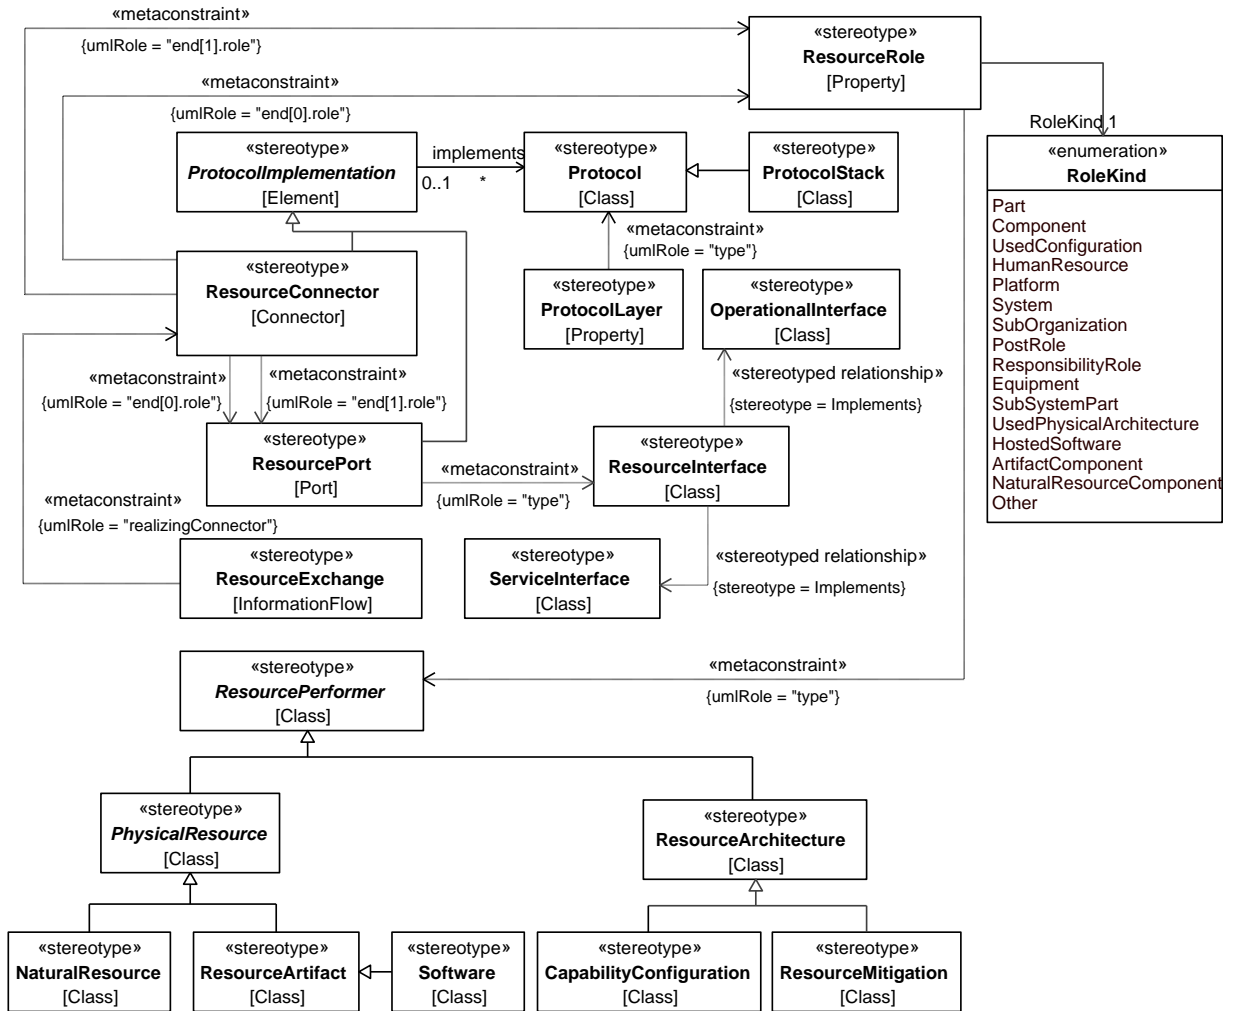 «metaconstraint»
{umlRole = "end[1].role"}
«stereotype»
ResourceRole
[Property]
«metaconstraint»
{umlRole = "end[0].role"}
RoleKind 1
«stereotype»
ProtocolImplementation
[Element]
implements
0..1 *
«stereotype»
Protocol
[Class]
«stereotype»
ProtocolStack
[Class]
«enumeration»
RoleKind
Part
Component
UsedConfiguration
HumanResource
Platform
System
SubOrganization
PostRole
ResponsibilityRole
Equipment
SubSystemPart
UsedPhysicalArchitecture
HostedSoftware
ArtifactComponent
NaturalResourceComponent
Other
«metaconstraint»
{umlRole = "type"}
«stereotype»
ResourceConnector
[Connector]
«stereotype»
ProtocolLayer
[Property]
«stereotype»
OperationalInterface
[Class]
«metaconstraint»
{umlRole = "end[0].role"}
«metaconstraint»
{umlRole = "end[1].role"}
«stereotyped relationship»
{stereotype = Implements}
«stereotype»
ResourcePort
[Port]
«metaconstraint»
{umlRole = "type"}
«stereotype»
ResourceInterface
[Class]
«metaconstraint»
{umlRole = "realizingConnector"}
«stereotype»
ResourceExchange
[InformationFlow]
«stereotype»
ServiceInterface
[Class]
«stereotyped relationship»
{stereotype = Implements}
«stereotype»
ResourcePerformer
[Class]
«metaconstraint»
{umlRole = "type"}
«stereotype»
PhysicalResource
[Class]
«stereotype»
ResourceArchitecture
[Class]
«stereotype»
NaturalResource
[Class]
«stereotype»
ResourceArtifact
[Class]
«stereotype»
Software
[Class]
«stereotype»
CapabilityConfiguration
[Class]
«stereotype»
ResourceMitigation
[Class]